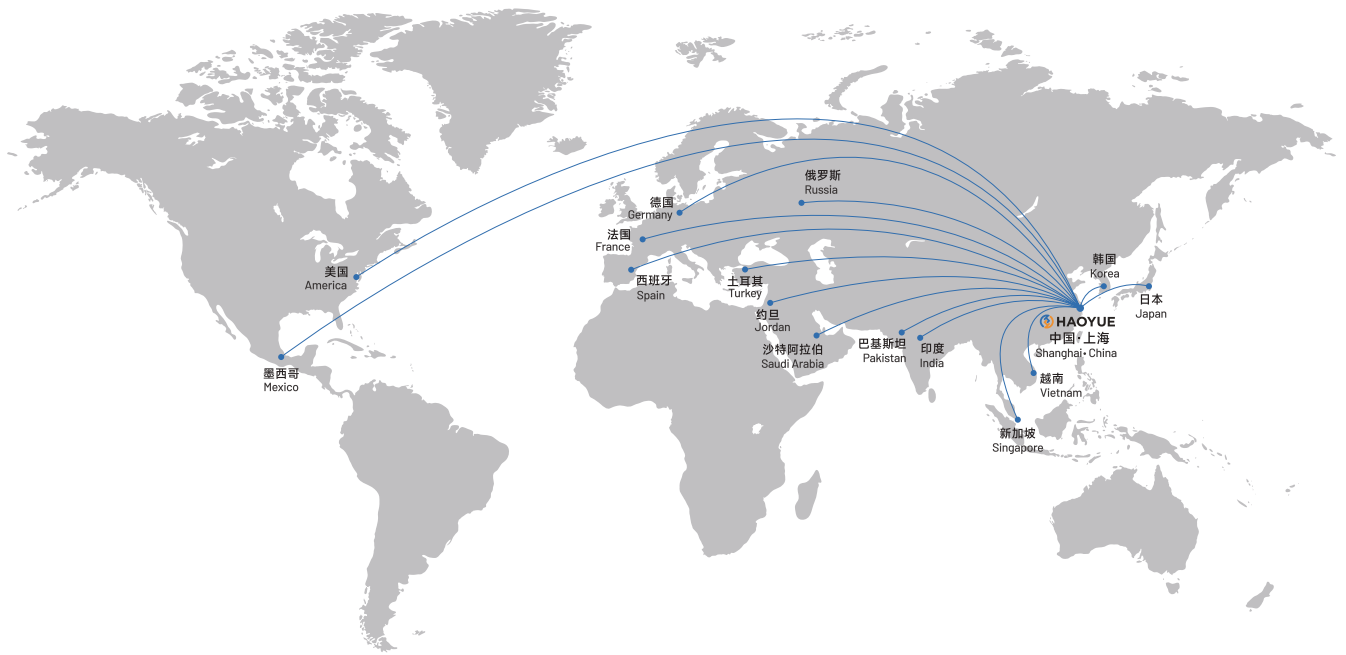 俄罗斯
Russia
德国
Germany
法国
France
韩国
Korea
美国
America
西班牙
Spain
土耳其
Turkey
日本
Japan
约旦
Jordan
HAOYUE
中国·上海
Shanghai·China
沙特阿拉伯
Saudi Arabia
巴基斯坦
Pakistan
印度
India
墨西哥
Mexico
越南
Vietnam
新加坡
Singapore